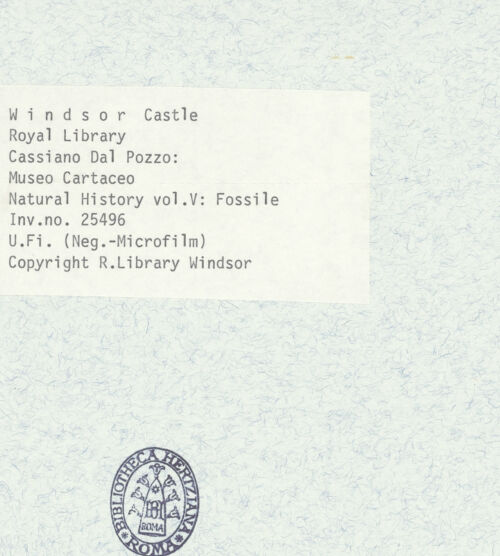 W i n d s o r  Castle
Royal Library
Cassiano Dal Pozzo:
Museo Cartaceo
Natural History vol.V: Fossile
Inv.no. 25496
U.Fi. (Neg.-Microfilm)
Copyright R.Library Windsor
BIBLIOTHECA HERTZIANA
ROMA
*ROMA*